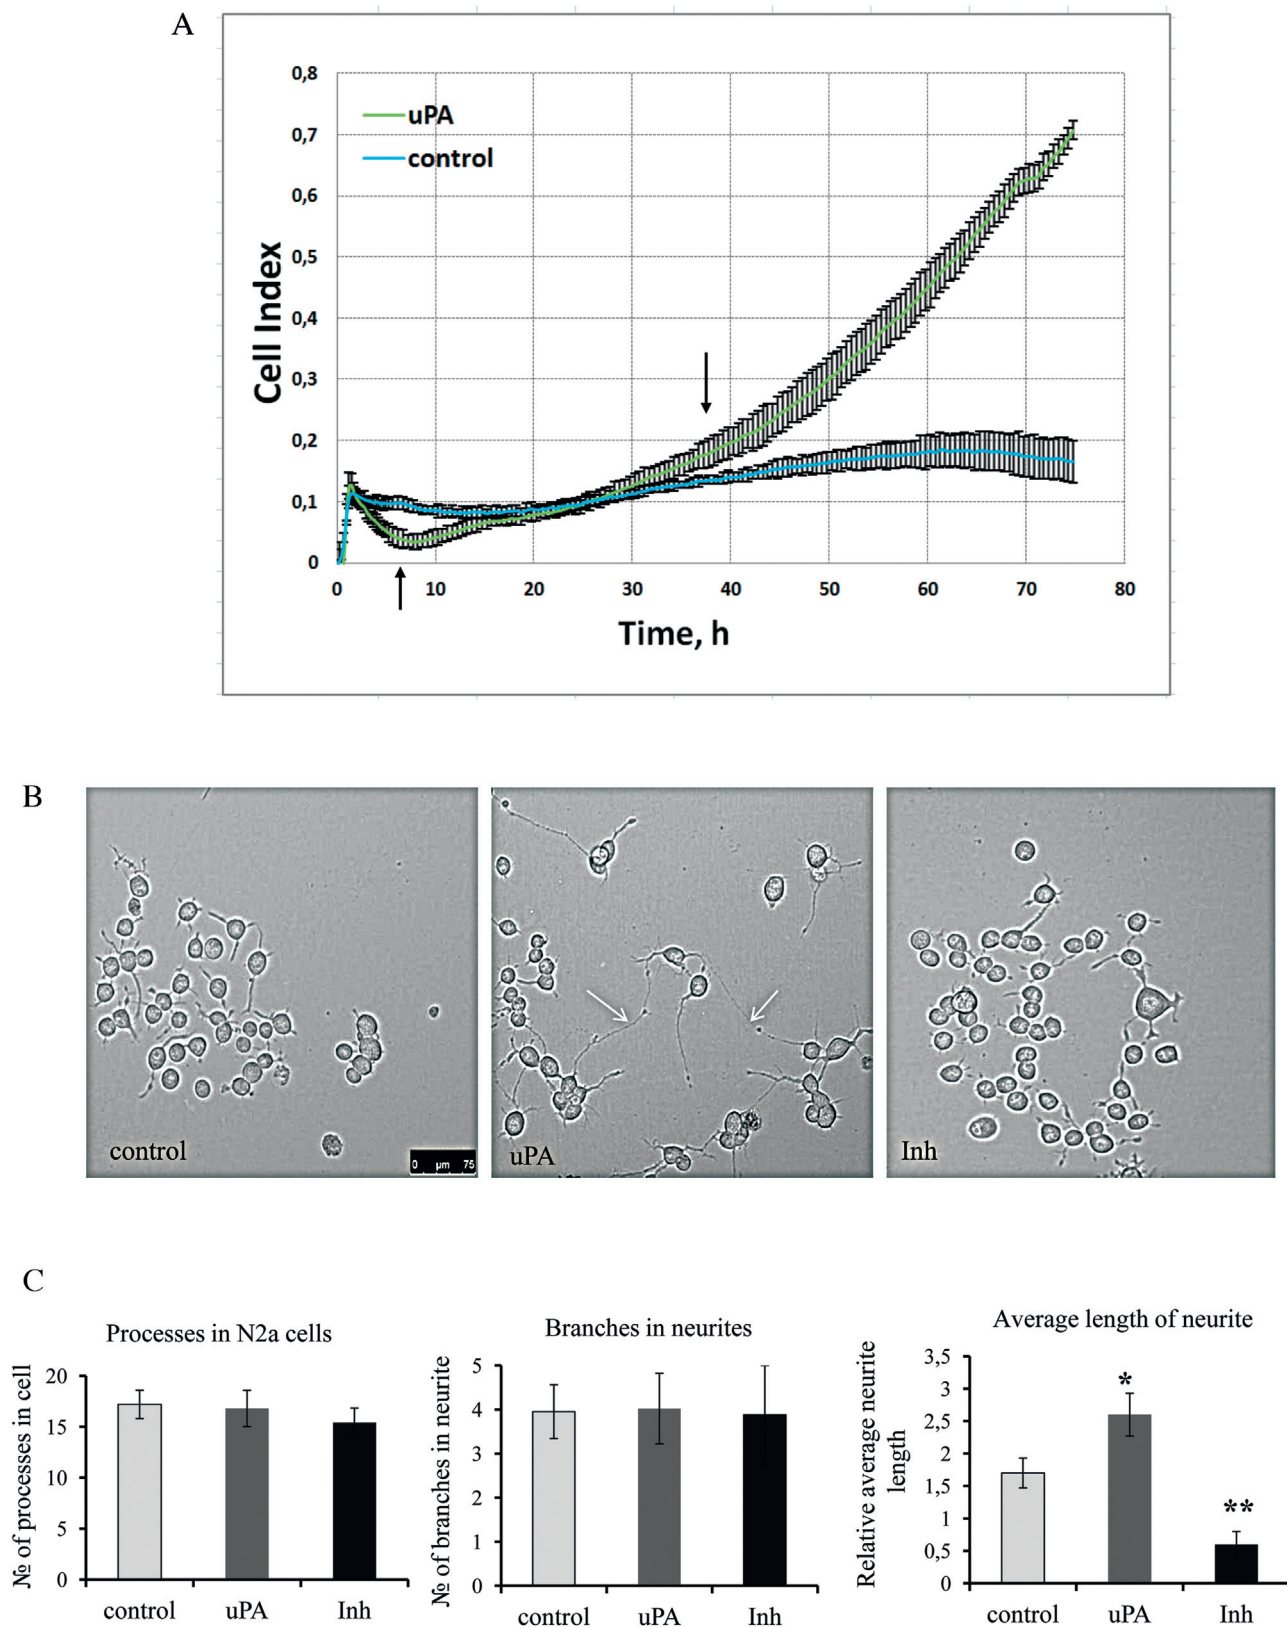 A
0,8
0,7
0,6
0,5
0,4
0,3
0,2
0,1
0
uPA
control
Cell Index
0 10 20 30 40 50 60 70 80
Time, h
B
control
0 µm 75
uPA
Inh
C
Processes in N2a cells
№ of processes in cell
20
15
10
5
0
control uPA Inh
Branches in neurites
№ of branches in neurite
5
4
3
2
1
0
control uPA Inh
Average length of neurite
Relative average neurite
length
3,5
3
2,5
2
1,5
1
0,5
0
*
**
control uPA Inh